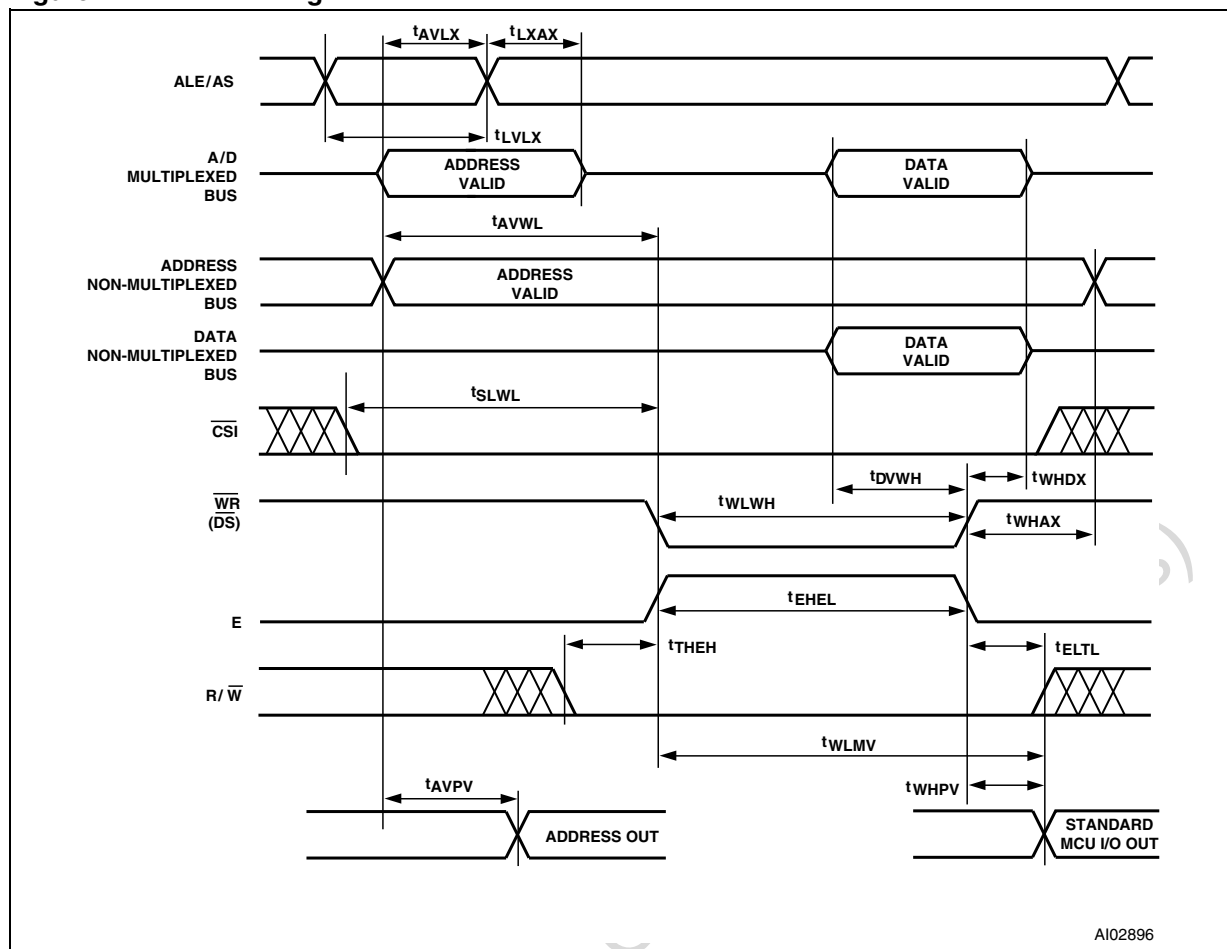 tAVLX
tLXAX
ALE/AS
tLVLX
A/D
MULTIPLEXED
BUS
ADDRESS
VALID
DATA
VALID
tAVWL
ADDRESS
NON-MULTIPLEXED
BUS
ADDRESS
VALID
DATA
NON-MULTIPLEXED
BUS
DATA
VALID
tSLWL
CSI
tDVWH
tWHDX
WR
(DS)
tWLWH
tWHAX
E
tEHEL
tTHEH
tELTL
R/W
tWLMV
tAVPV
tWHPV
ADDRESS OUT
STANDARD
MCU I/O OUT
AI02896